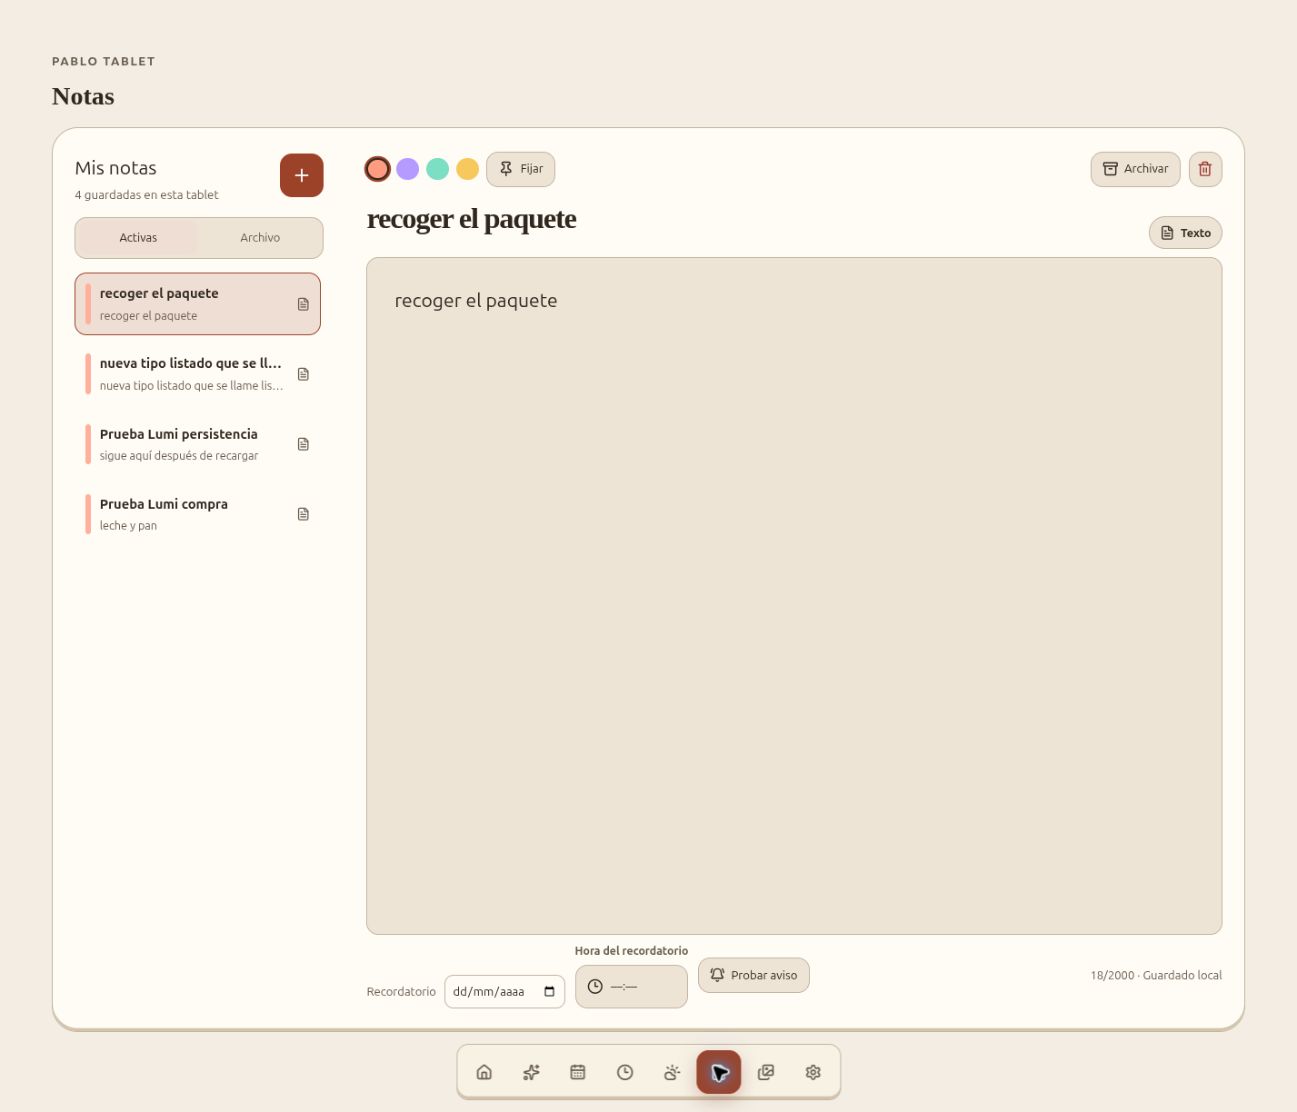 PABLO TABLET
Notas
Mis notas
4 guardadas en esta tablet
Activas
Archivo
recoger el paquete
recoger el paquete
nueva tipo listado que se ll...
nueva tipo listado que se llame lis...
Prueba Lumi persistencia
sigue aquí después de recargar
Prueba Lumi compra
leche y pan
Fijar
Archivar
recoger el paquete
Texto
recoger el paquete
Recordatorio
dd/mm/aaaa
Hora del recordatorio
—:—
Probar aviso
18/2000 · Guardado local